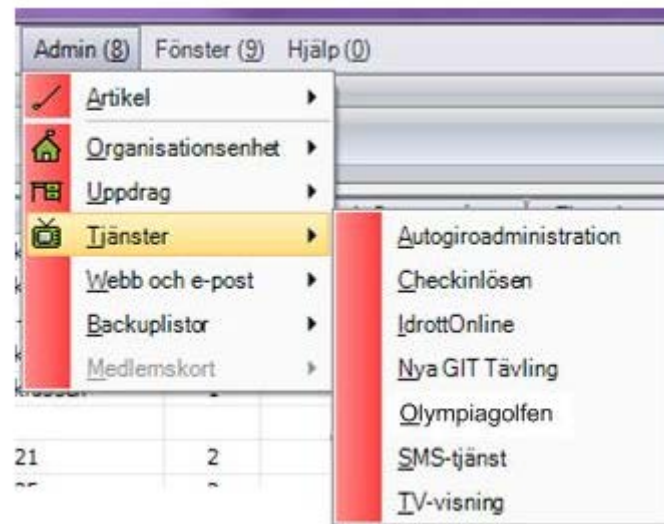 Admin (8) Fönster (9) Hjälp (0)
Artikel
Organisationsenhet
Uppdrag
Tjänster
Webb och e-post
Backuplistor
Medlemskort
Autogiroadministration
Checkinlösen
IdrottOnline
Nya GIT Tävling
Olympiagolfen
SMS-tjänst
TV-visning
21 2